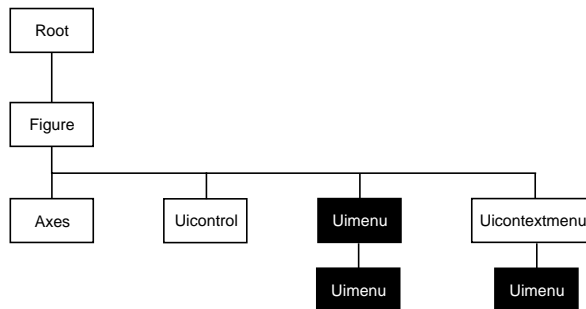 Root
Figure
Axes
Uicontrol
Uimenu
Uicontextmenu
Uimenu
Uimenu